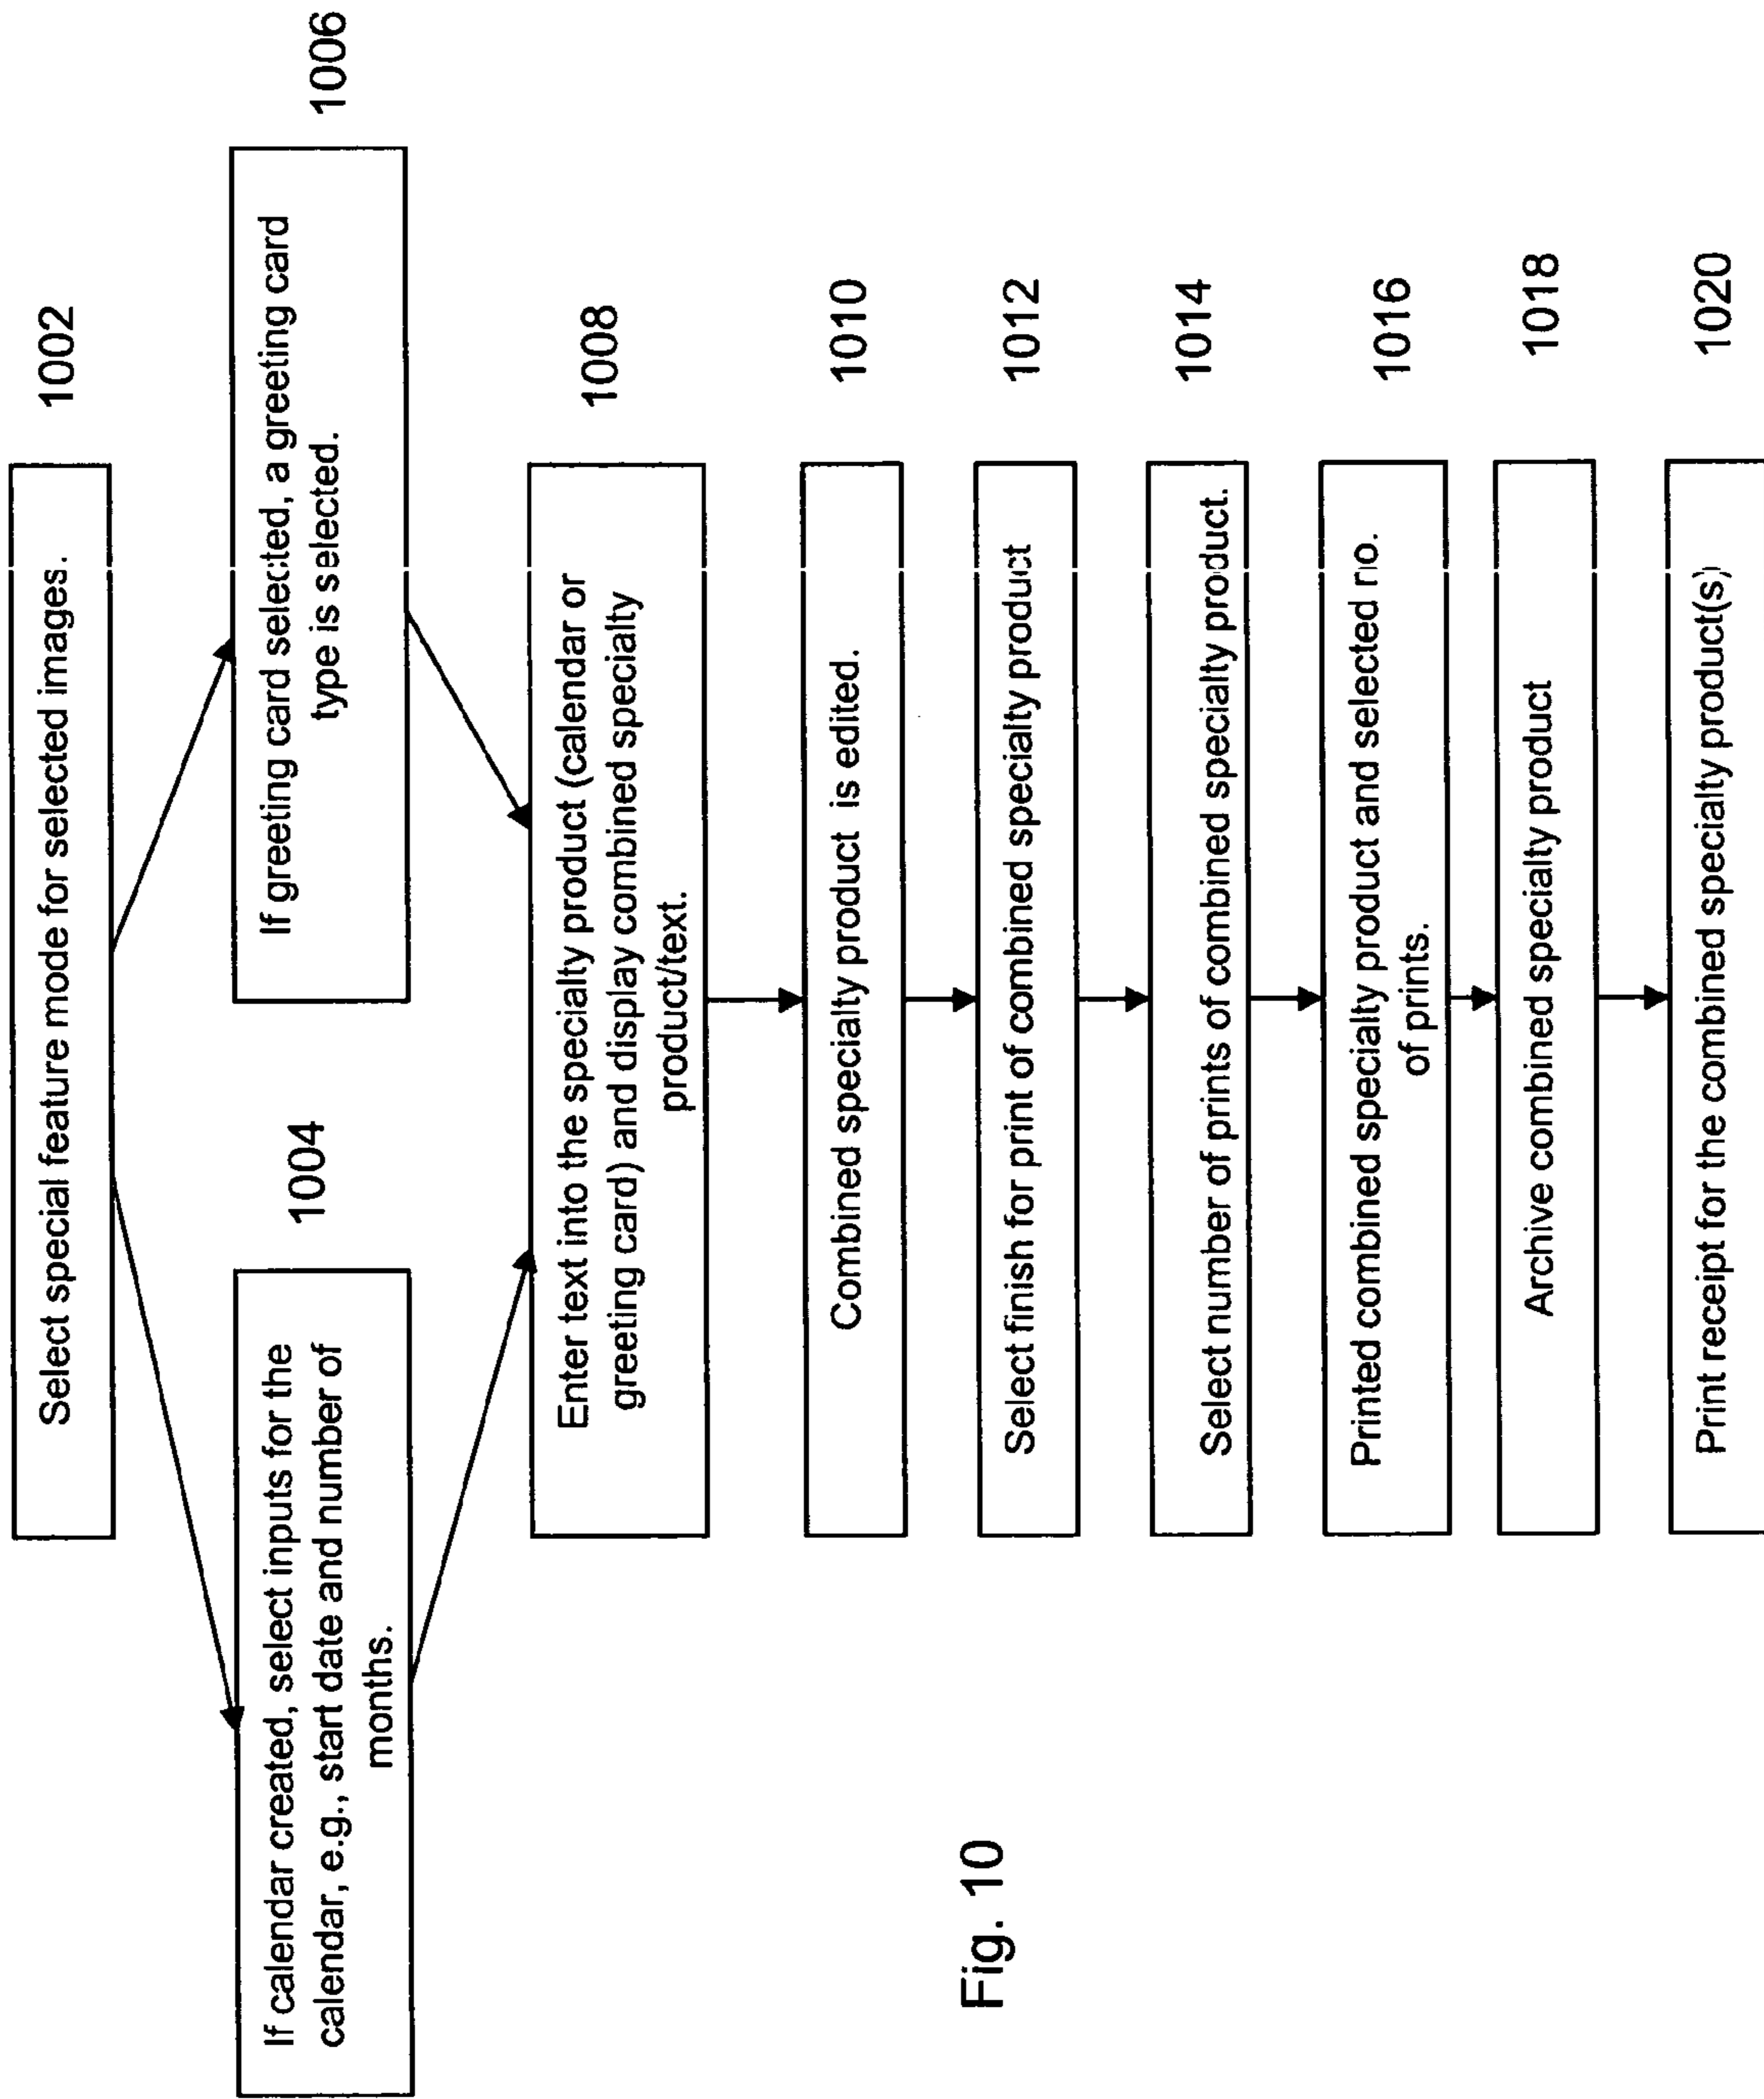 Select special feature mode for selected images.
1002
If calendar created, select inputs for the
calendar, e.g., start date and number of
months.
1004
If greeting card selected, a greeting card
type is selected.
1006
Enter text into the specialty product (calendar or
greeting card) and display combined specialty
product/text.
1008
Combined specialty product is edited.
1010
Select finish for print of combined specialty product
1012
Select number of prints of combined specialty product.
1014
Printed combined specialty product and selected no.
of prints.
1016
Archive combined specialty product
1018
Print receipt for the combined specialty product(s)
1020
Fig. 10